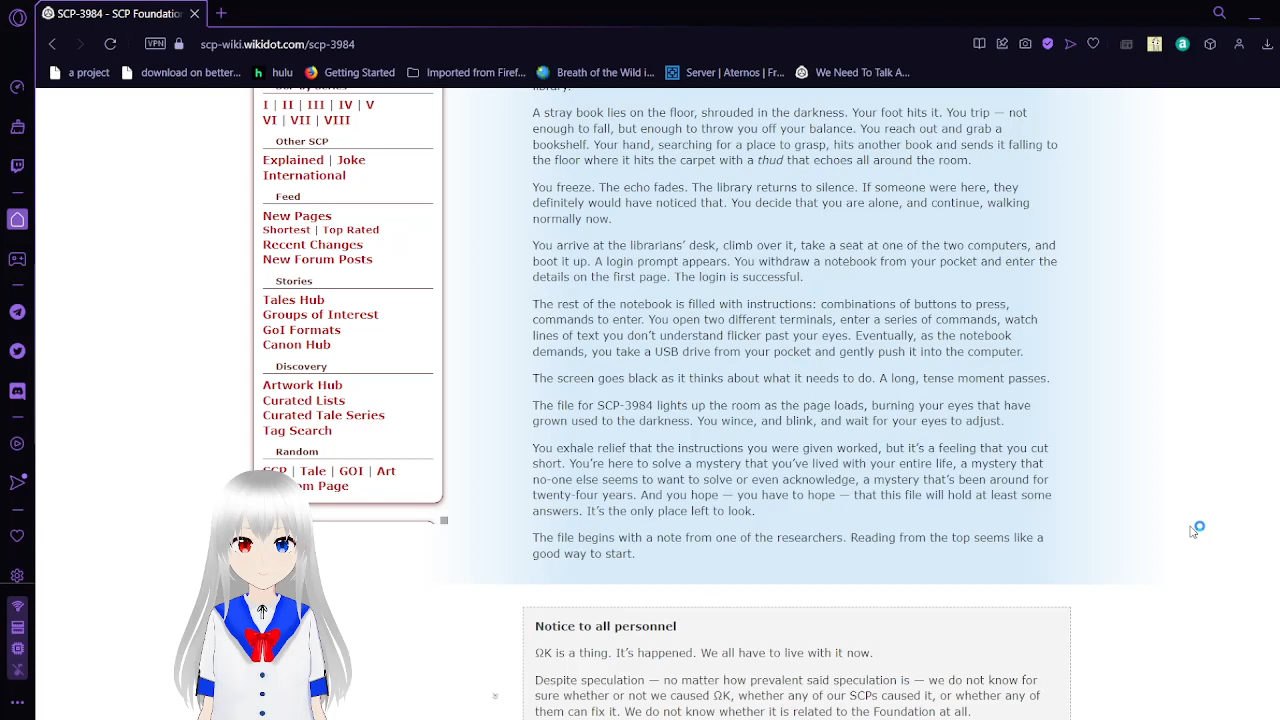 SCP-3984 - SCP Foundation
VPN
scp-wiki.wikidot.com/scp-3984
a project
download on better...
hulu
Getting Started
Imported from Firef...
Breath of the Wild i...
Server | Aternos | Fr...
We Need To Talk A...
SCP by Series
I | II | III | IV | V
VI | VII | VIII
Other SCP
Explained | Joke
International
Feed
New Pages
Shortest | Top Rated
Recent Changes
New Forum Posts
Stories
Tales Hub
Groups of Interest
GoI Formats
Canon Hub
Discovery
Artwork Hub
Curated Lists
Curated Tale Series
Tag Search
Random
SCP | Tale | GOI | Art
om Page
library.
A stray book lies on the floor, shrouded in the darkness. Your foot hits it. You trip — not
enough to fall, but enough to throw you off your balance. You reach out and grab a
bookshelf. Your hand, searching for a place to grasp, hits another book and sends it falling to
the floor where it hits the carpet with a thud that echoes all around the room.
You freeze. The echo fades. The library returns to silence. If someone were here, they
definitely would have noticed that. You decide that you are alone, and continue, walking
normally now.
You arrive at the librarians’ desk, climb over it, take a seat at one of the two computers, and
boot it up. A login prompt appears. You withdraw a notebook from your pocket and enter the
details on the first page. The login is successful.
The rest of the notebook is filled with instructions: combinations of buttons to press,
commands to enter. You open two different terminals, enter a series of commands, watch
lines of text you don’t understand flicker past your eyes. Eventually, as the notebook
demands, you take a USB drive from your pocket and gently push it into the computer.
The screen goes black as it thinks about what it needs to do. A long, tense moment passes.
The file for SCP-3984 lights up the room as the page loads, burning your eyes that have
grown used to the darkness. You wince, and blink, and wait for your eyes to adjust.
You exhale relief that the instructions you were given worked, but it’s a feeling that you cut
short. You’re here to solve a mystery that you’ve lived with your entire life, a mystery that
no-one else seems to want to solve or even acknowledge, a mystery that’s been around for
twenty-four years. And you hope — you have to hope — that this file will hold at least some
answers. It’s the only place left to look.
The file begins with a note from one of the researchers. Reading from the top seems like a
good way to start.
Notice to all personnel
ΩK is a thing. It’s happened. We all have to live with it now.
Despite speculation — no matter how prevalent said speculation is — we do not know for
sure whether or not we caused ΩK, whether any of our SCPs caused it, or whether any of
them can fix it. We do not know whether it is related to the Foundation at all.